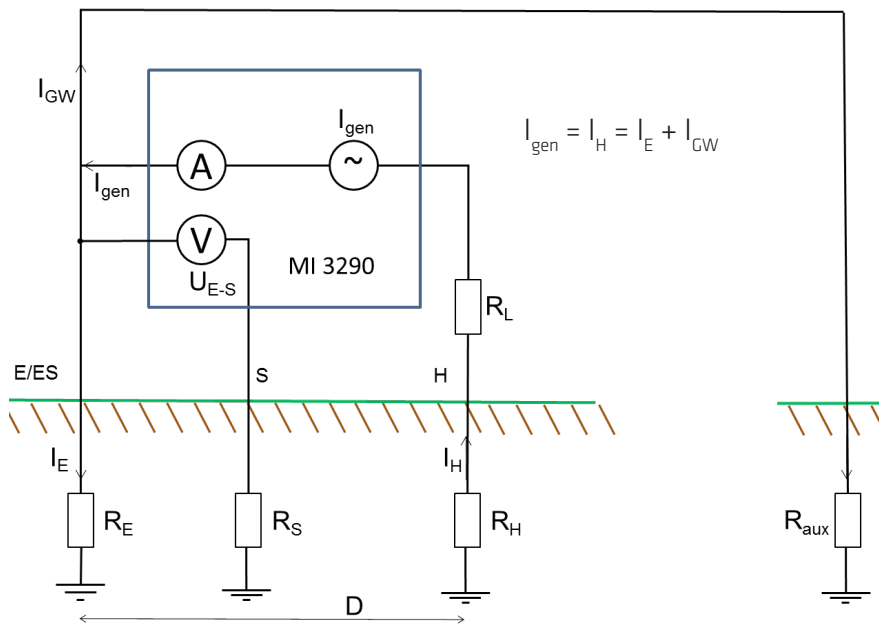 I_GW
I_gen
I_gen = I_H = I_E + I_GW
A
~
I_gen
V
MI 3290
U_E-S
R_L
E/ES
S
H
I_E
I_H
R_E
R_S
R_H
R_aux
D